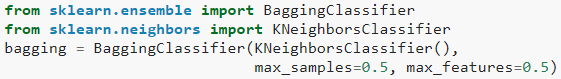 from sklearn.ensemble import BaggingClassifier
from sklearn.neighbors import KNeighborsClassifier
bagging = BaggingClassifier(KNeighborsClassifier(),
                            max_samples=0.5, max_features=0.5)